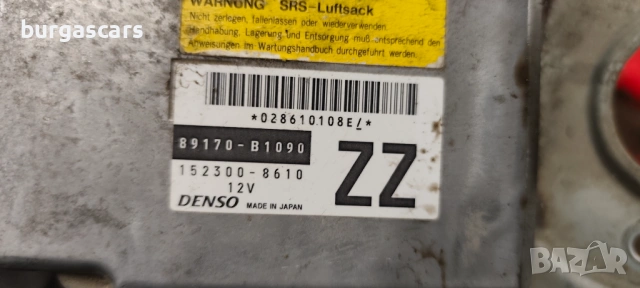 WARNUNG SRS-Luftsack
Nicht zerlegen, fallenlassen oder wiederverwenden.
Handhabung, Lagerung und Entsorgung muß entsprechend den
Anweisungen im Wartungshandbuch durchgeführt werden.
burgascars
*028610108E/*
89170-B1090
152300-8610
12V
ZZ
DENSO MADE IN JAPAN
BAZAR